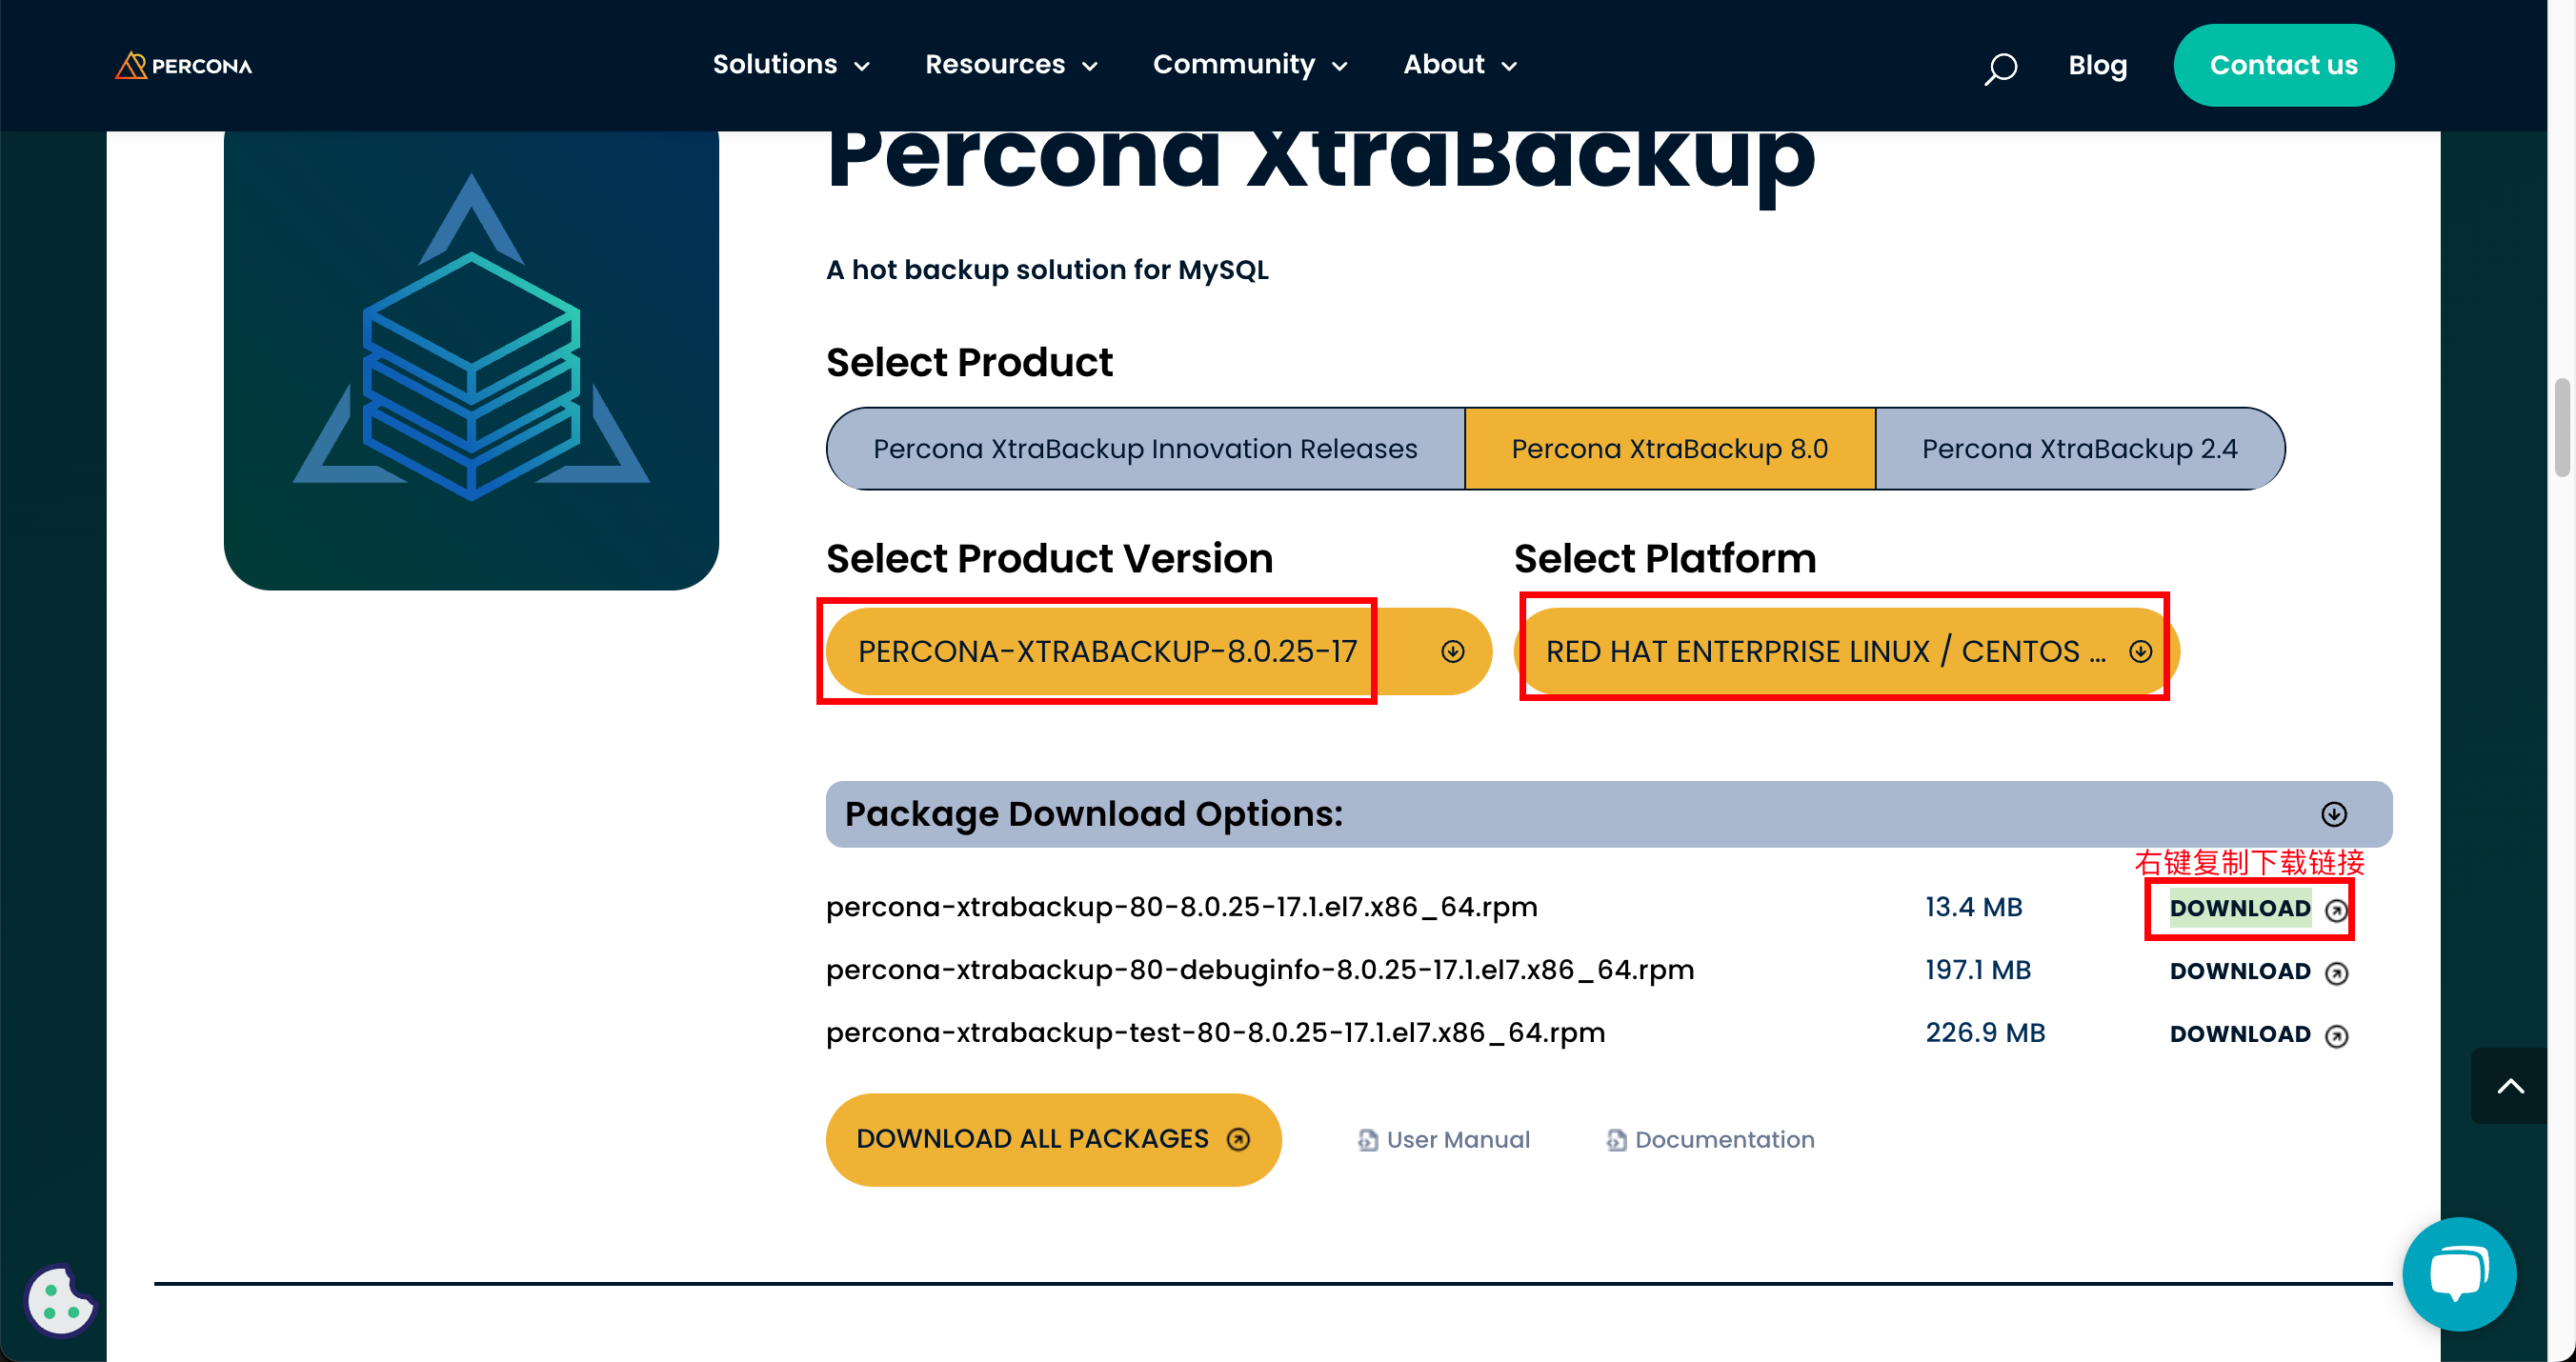 PERCONA
Solutions Resources Community About Blog Contact us
Percona XtraBackup
A hot backup solution for MySQL
Select Product
Percona XtraBackup Innovation Releases Percona XtraBackup 8.0 Percona XtraBackup 2.4
Select Product Version Select Platform
PERCONA-XTRABACKUP-8.0.25-17 RED HAT ENTERPRISE LINUX / CENTOS ...
Package Download Options:
右键复制下载链接
percona-xtrabackup-80-8.0.25-17.1.el7.x86_64.rpm 13.4 MB DOWNLOAD
percona-xtrabackup-80-debuginfo-8.0.25-17.1.el7.x86_64.rpm 197.1 MB DOWNLOAD
percona-xtrabackup-test-80-8.0.25-17.1.el7.x86_64.rpm 226.9 MB DOWNLOAD
DOWNLOAD ALL PACKAGES User Manual Documentation